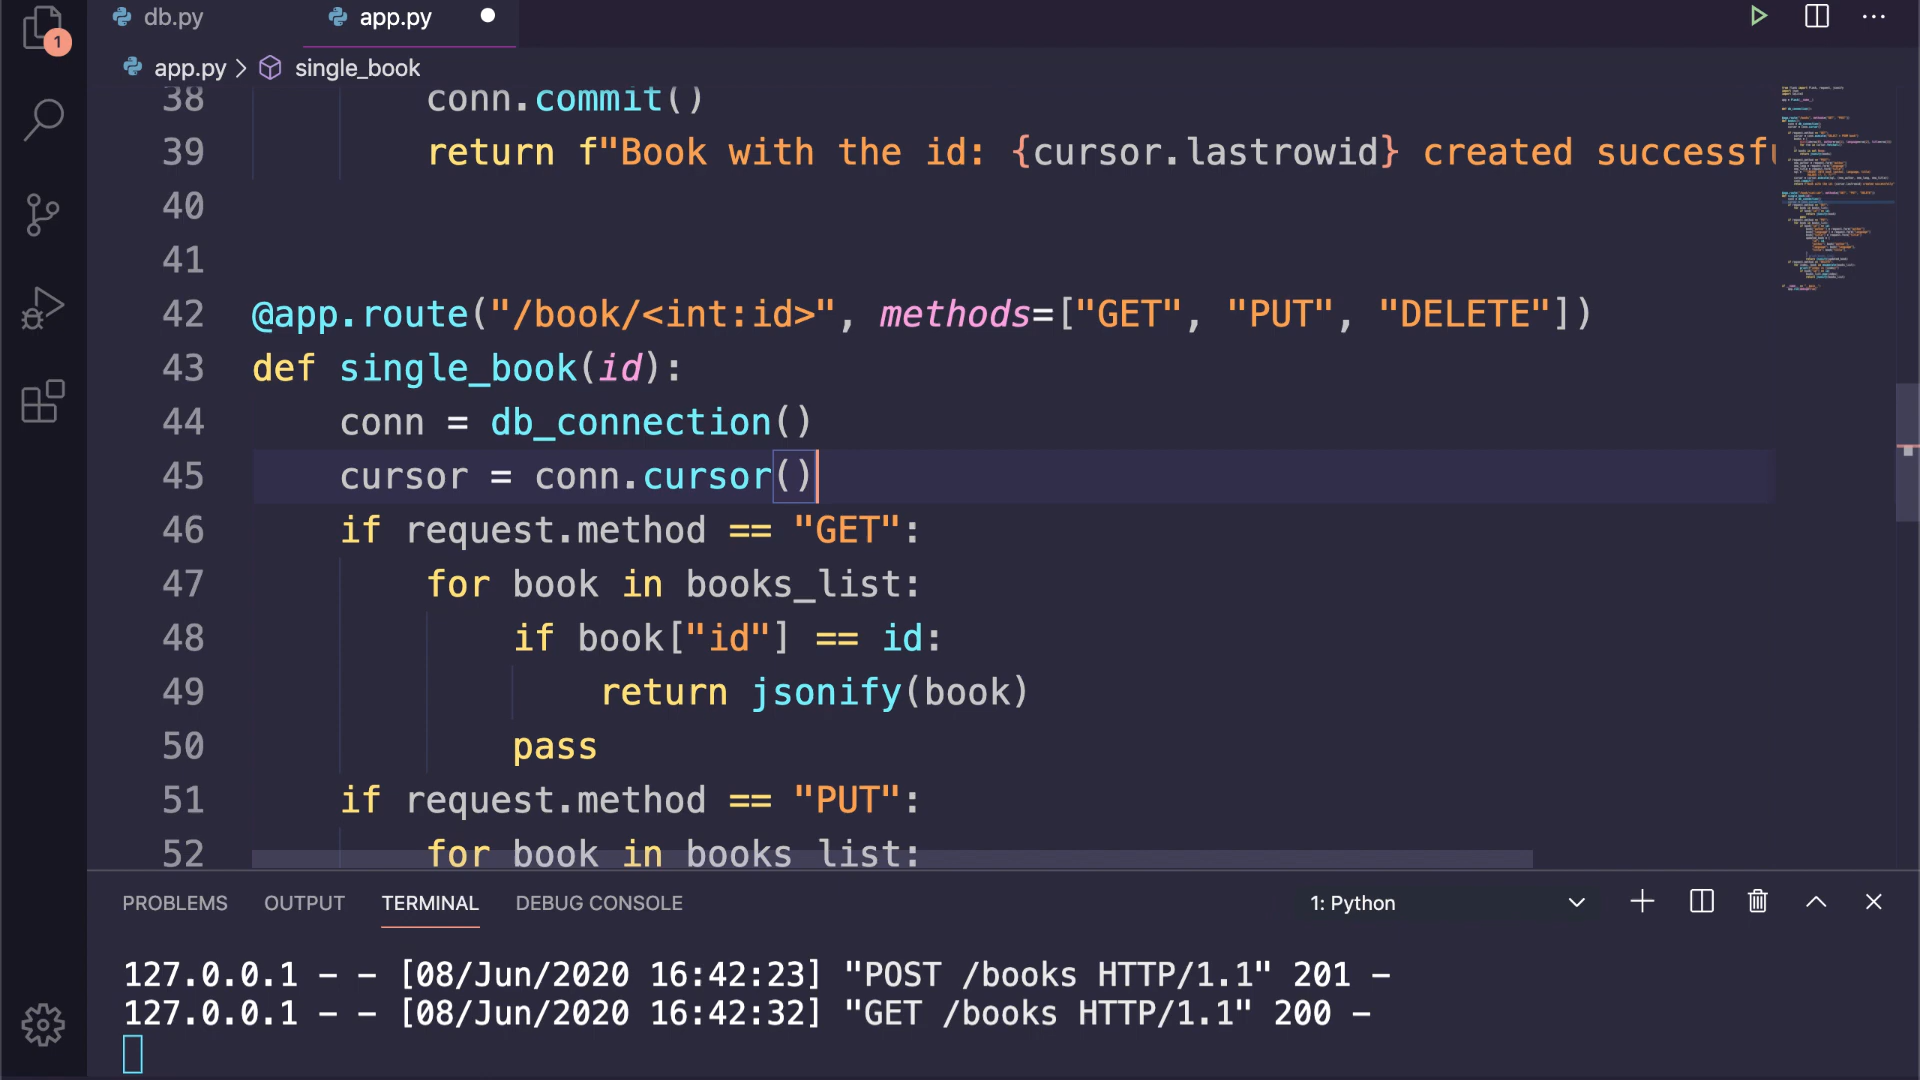 1
db.py
app.py
app.py > single_book
38 conn.commit()
39 return f"Book with the id: {cursor.lastrowid} created
40
41
42 @app.route("/book/<int:id>", methods=["GET", "PUT", "DELETE"])
43 def single_book(id):
44 conn = db_connection()
45 cursor = conn.cursor()
46 if request.method == "GET":
47 for book in books_list:
48 if book["id"] == id:
49 return jsonify(book)
50 pass
51 if request.method == "PUT":
52 for book in books_list:
PROBLEMS OUTPUT TERMINAL DEBUG CONSOLE 1: Python
127.0.0.1 - - [08/Jun/2020 16:42:23] "POST /books HTTP/1.1" 201 -
127.0.0.1 - - [08/Jun/2020 16:42:32] "GET /books HTTP/1.1" 200 -